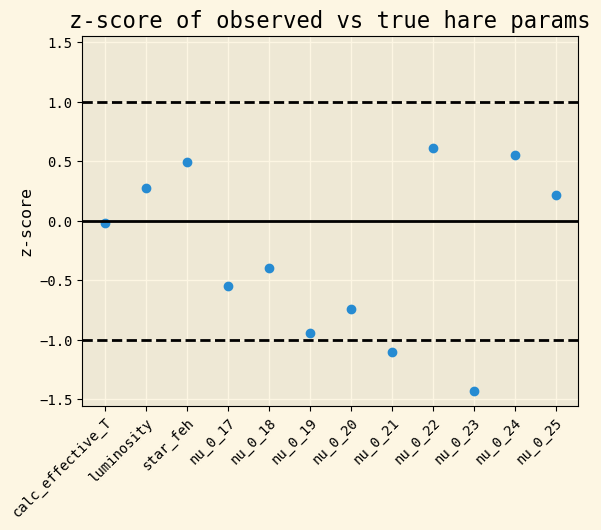 z-score of observed vs true hare params
z-score
1.5
1.0
0.5
0.0
−0.5
−1.0
−1.5
calc_effective_T
luminosity
star_feh
nu_0_17
nu_0_18
nu_0_19
nu_0_20
nu_0_21
nu_0_22
nu_0_23
nu_0_24
nu_0_25